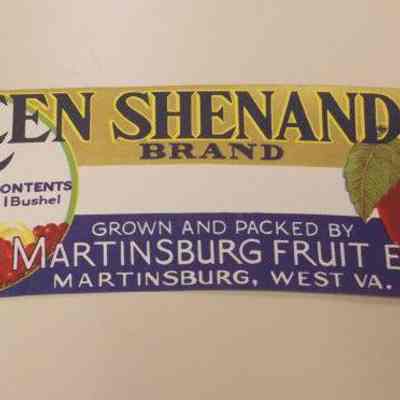 CEN SHENAND
BRAND
CONTENTS
1 Bushel
GROWN AND PACKED BY
MARTINSBURG FRUIT E
MARTINSBURG, WEST VA.